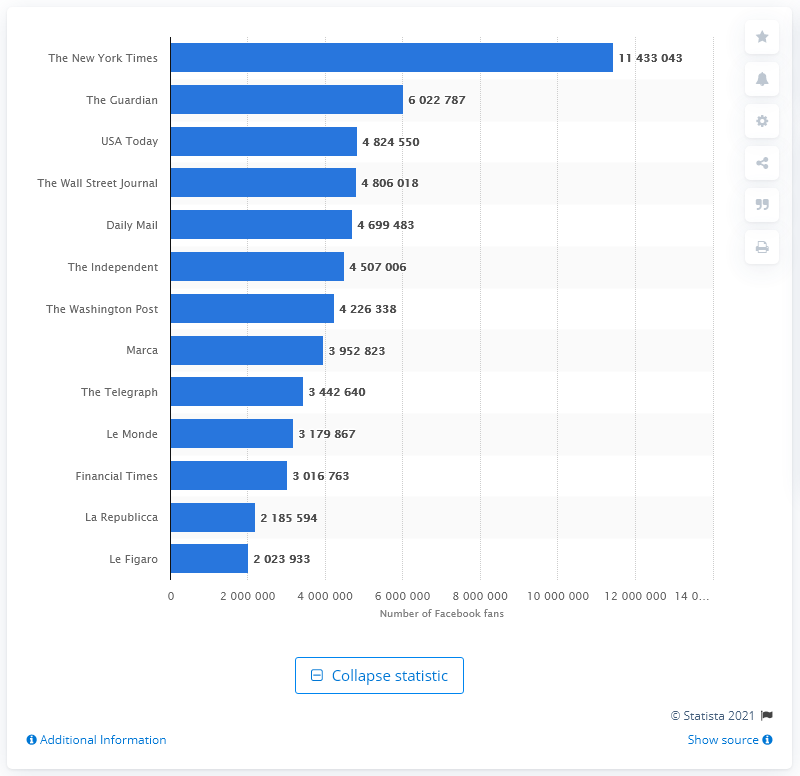 The New York Times 11 433 043
The Guardian 6 022 787
USA Today 4 824 550
The Wall Street Journal 4 806 018
Daily Mail 4 699 483
The Independent 4 507 006
The Washington Post 4 226 338
Marca 3 952 823
The Telegraph 3 442 640
Le Monde 3 179 867
Financial Times 3 016 763
La Republicca 2 185 594
Le Figaro 2 023 933
0 2 000 000 4 000 000 6 000 000 8 000 000 10 000 000 12 000 000 14 0…
Number of Facebook fans
Collapse statistic
© Statista 2021
Additional Information Show source